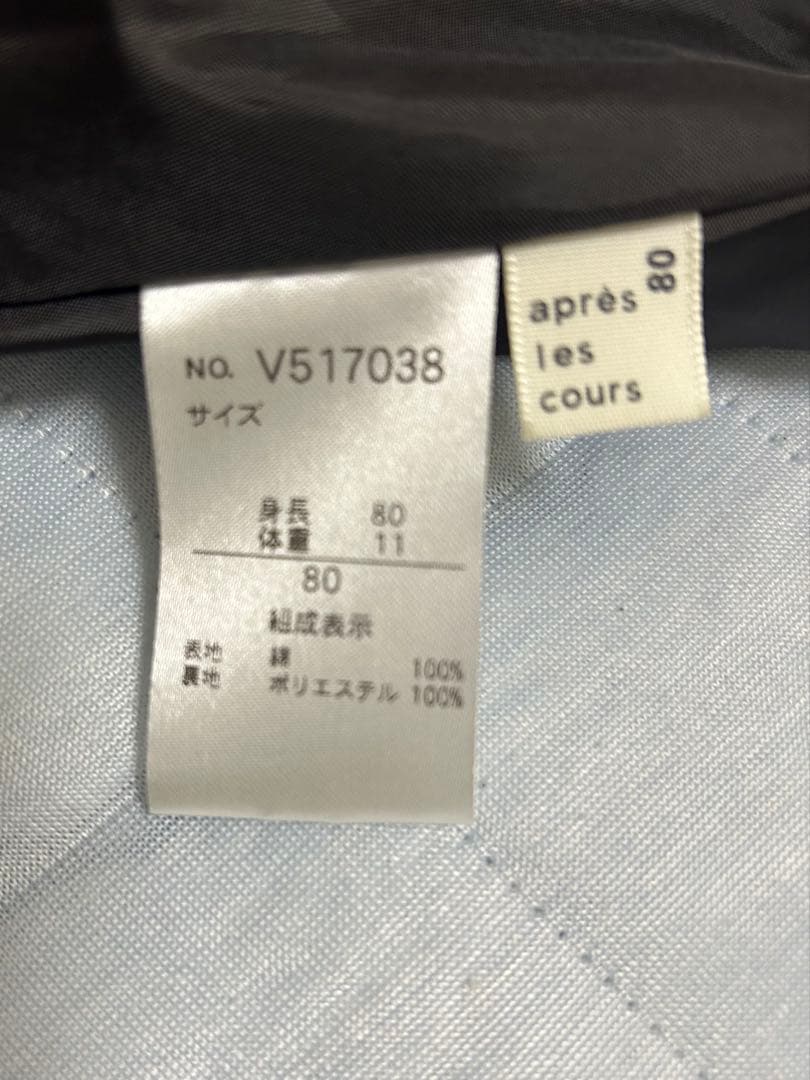 NO. V517038
サイズ
身長 80
体重 11
80
組成表示
表地 綿 100%
裏地 ポリエステル 100%
après
les
cours
80